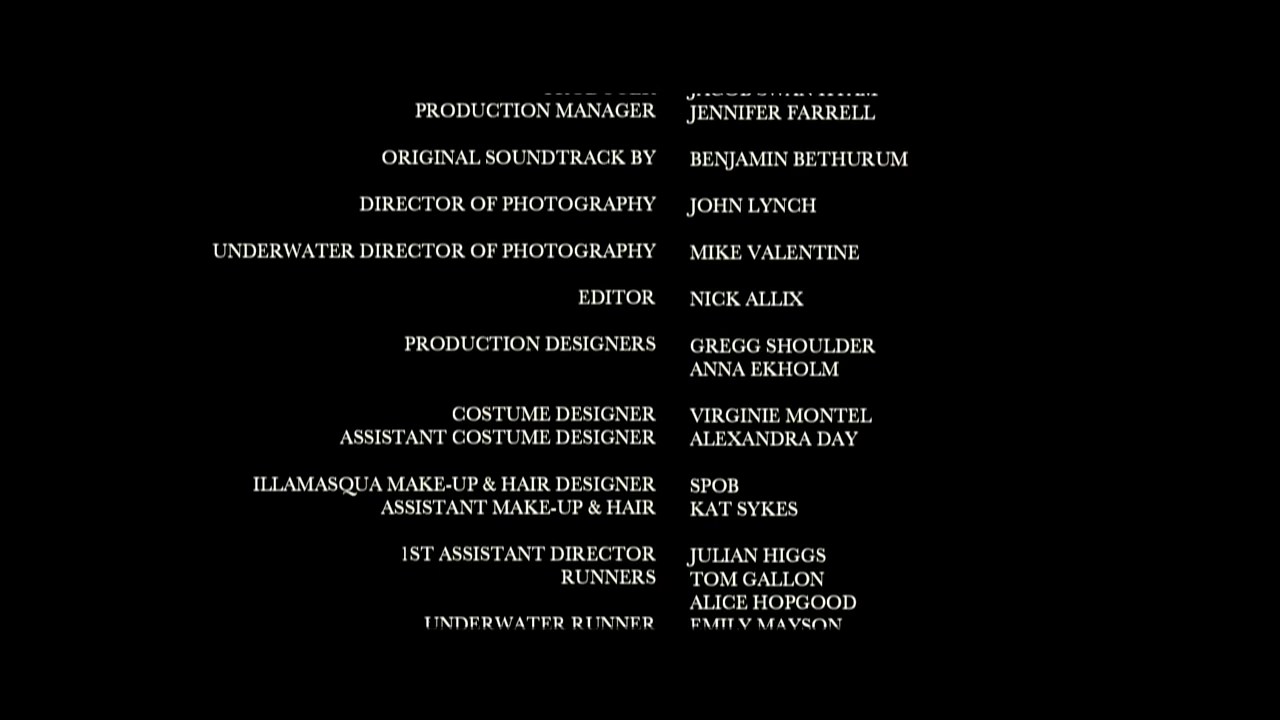 PRODUCTION MANAGER JENNIFER FARRELL
ORIGINAL SOUNDTRACK BY BENJAMIN BETHURUM
DIRECTOR OF PHOTOGRAPHY JOHN LYNCH
UNDERWATER DIRECTOR OF PHOTOGRAPHY MIKE VALENTINE
EDITOR NICK ALLIX
PRODUCTION DESIGNERS GREGG SHOULDER
ANNA EKHOLM
COSTUME DESIGNER VIRGINIE MONTEL
ASSISTANT COSTUME DESIGNER ALEXANDRA DAY
ILLAMASQUA MAKE-UP & HAIR DESIGNER SPOB
ASSISTANT MAKE-UP & HAIR KAT SYKES
1ST ASSISTANT DIRECTOR JULIAN HIGGS
RUNNERS TOM GALLON
ALICE HOPGOOD
UNDERWATER RUNNER EMILY MAYSON